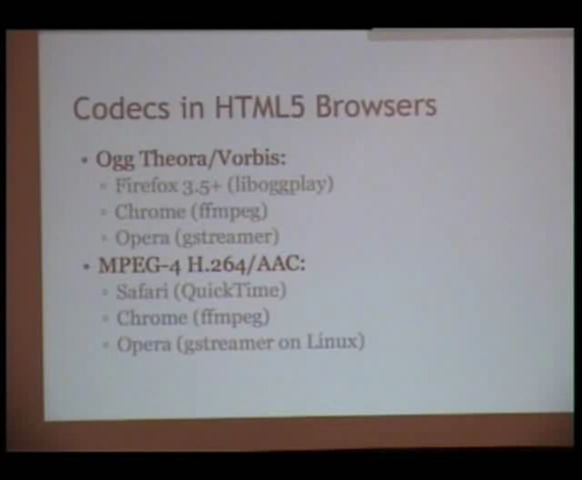 Codecs in HTML5 Browsers
• Ogg Theora/Vorbis:
▫ Firefox 3.5+ (liboggplay)
▫ Chrome (ffmpeg)
▫ Opera (gstreamer)
• MPEG-4 H.264/AAC:
▫ Safari (QuickTime)
▫ Chrome (ffmpeg)
▫ Opera (gstreamer on Linux)